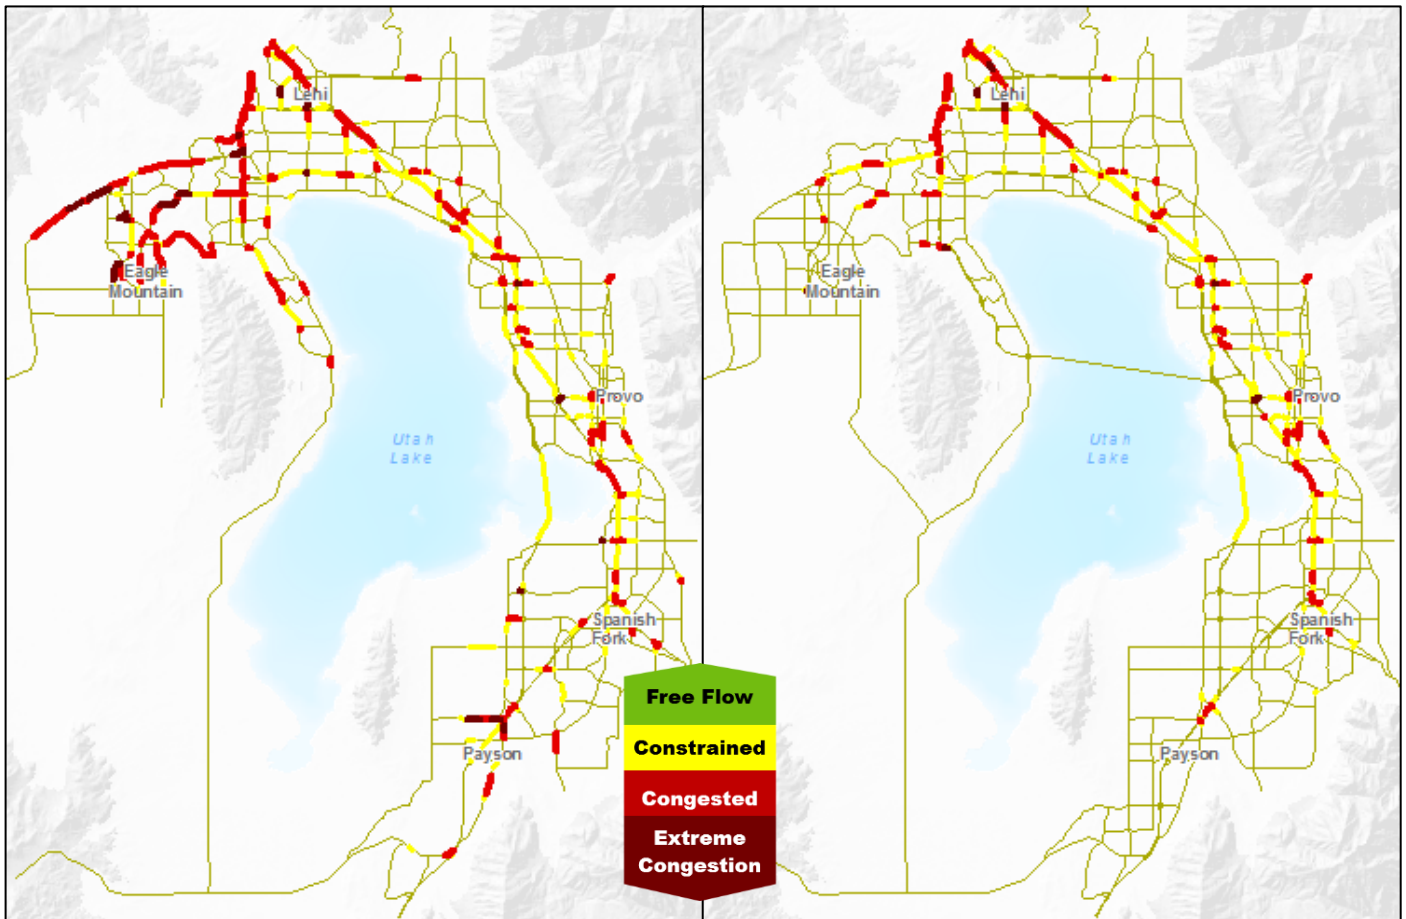 Lehi
Eagle
Mountain
Provo
Utah
Lake
Spanish
Fork
Payson
Lehi
Eagle
Mountain
Provo
Utah
Lake
Spanish
Fork
Payson
Free Flow
Constrained
Congested
Extreme
Congestion